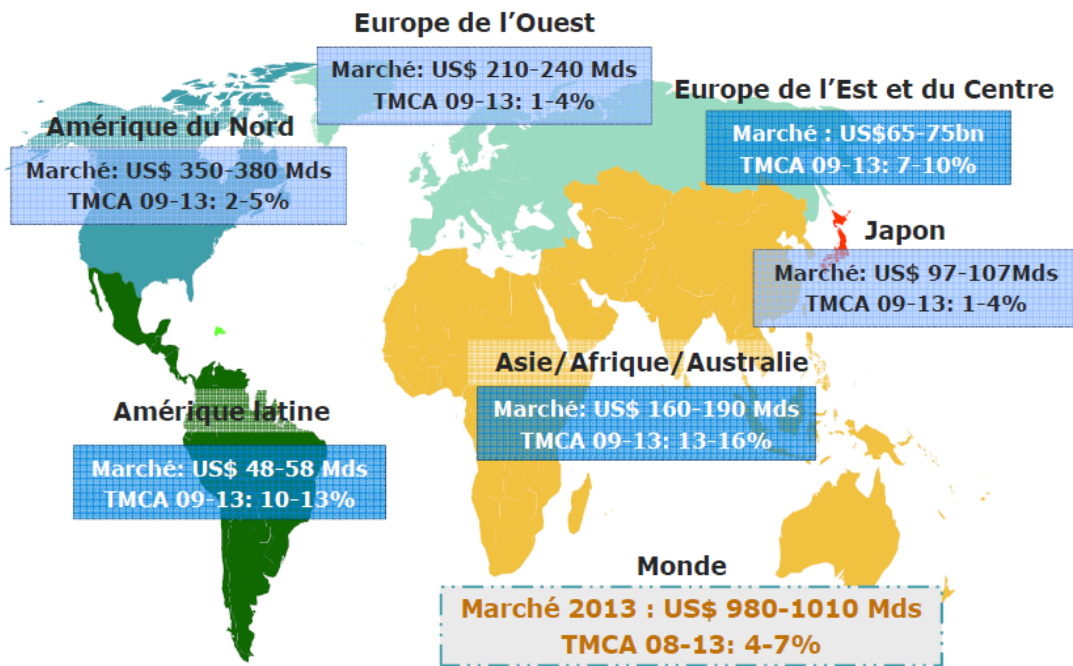 Europe de l'Ouest
Marché: US$ 210-240 Mds
TMCA 09-13: 1-4%
Europe de l'Est et du Centre
Marché : US$65-75bn
TMCA 09-13: 7-10%
Amérique du Nord
Marché: US$ 350-380 Mds
TMCA 09-13: 2-5%
Japon
Marché: US$ 97-107Mds
TMCA 09-13: 1-4%
Asie/Afrique/Australie
Marché: US$ 160-190 Mds
TMCA 09-13: 13-16%
Amérique latine
Marché: US$ 48-58 Mds
TMCA 09-13: 10-13%
Monde
Marché 2013 : US$ 980-1010 Mds
TMCA 08-13: 4-7%